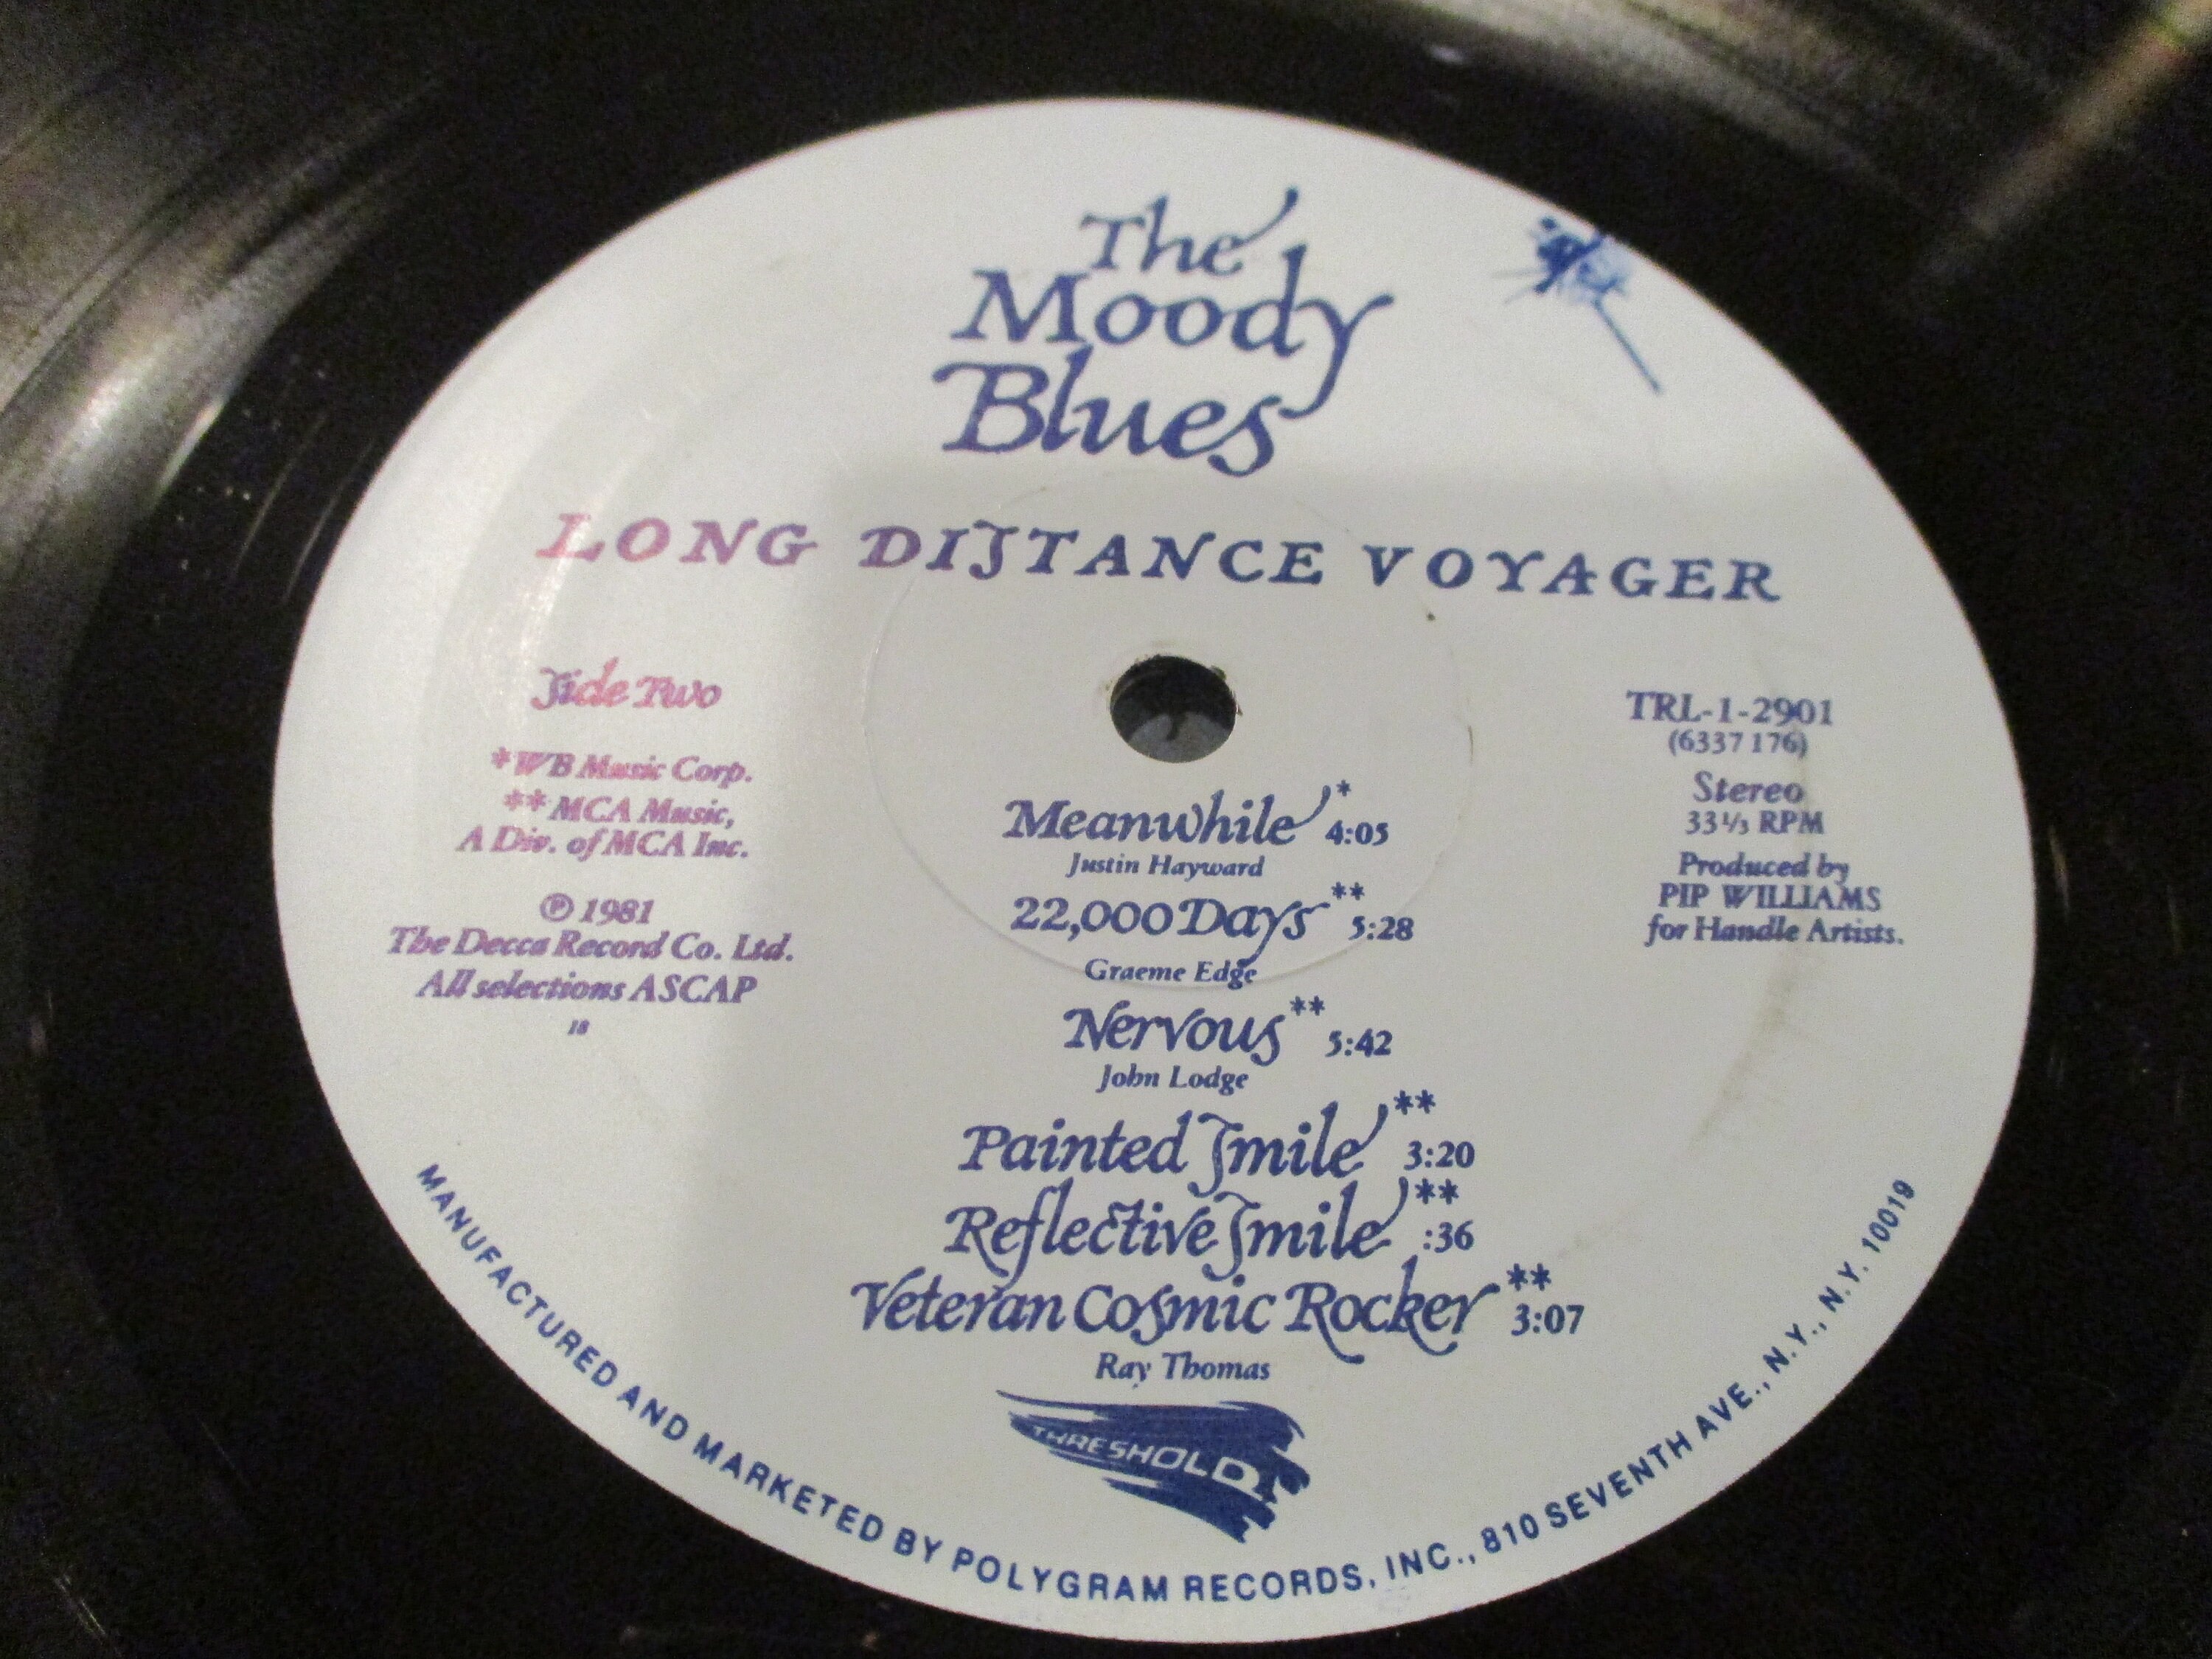 The
Moody
Blues
LONG DISTANCE VOYAGER
Side Two
*WB Music Corp.
**MCA Music,
A Div. of MCA Inc.
℗ 1981
The Decca Record Co. Ltd.
All selections ASCAP
18
TRL-1-2901
(6337 176)
Stereo
33⅓ RPM
Produced by
PIP WILLIAMS
for Handle Artists.
Meanwhile* 4:05
Justin Hayward
22,000 Days** 5:28
Graeme Edge
Nervous** 5:42
John Lodge
Painted Smile** 3:20
Reflective Smile** :36
Veteran Cosmic Rocker** 3:07
Ray Thomas
THRESHOLD
MANUFACTURED AND MARKETED BY POLYGRAM RECORDS, INC., 810 SEVENTH AVE., N.Y., N.Y. 10019